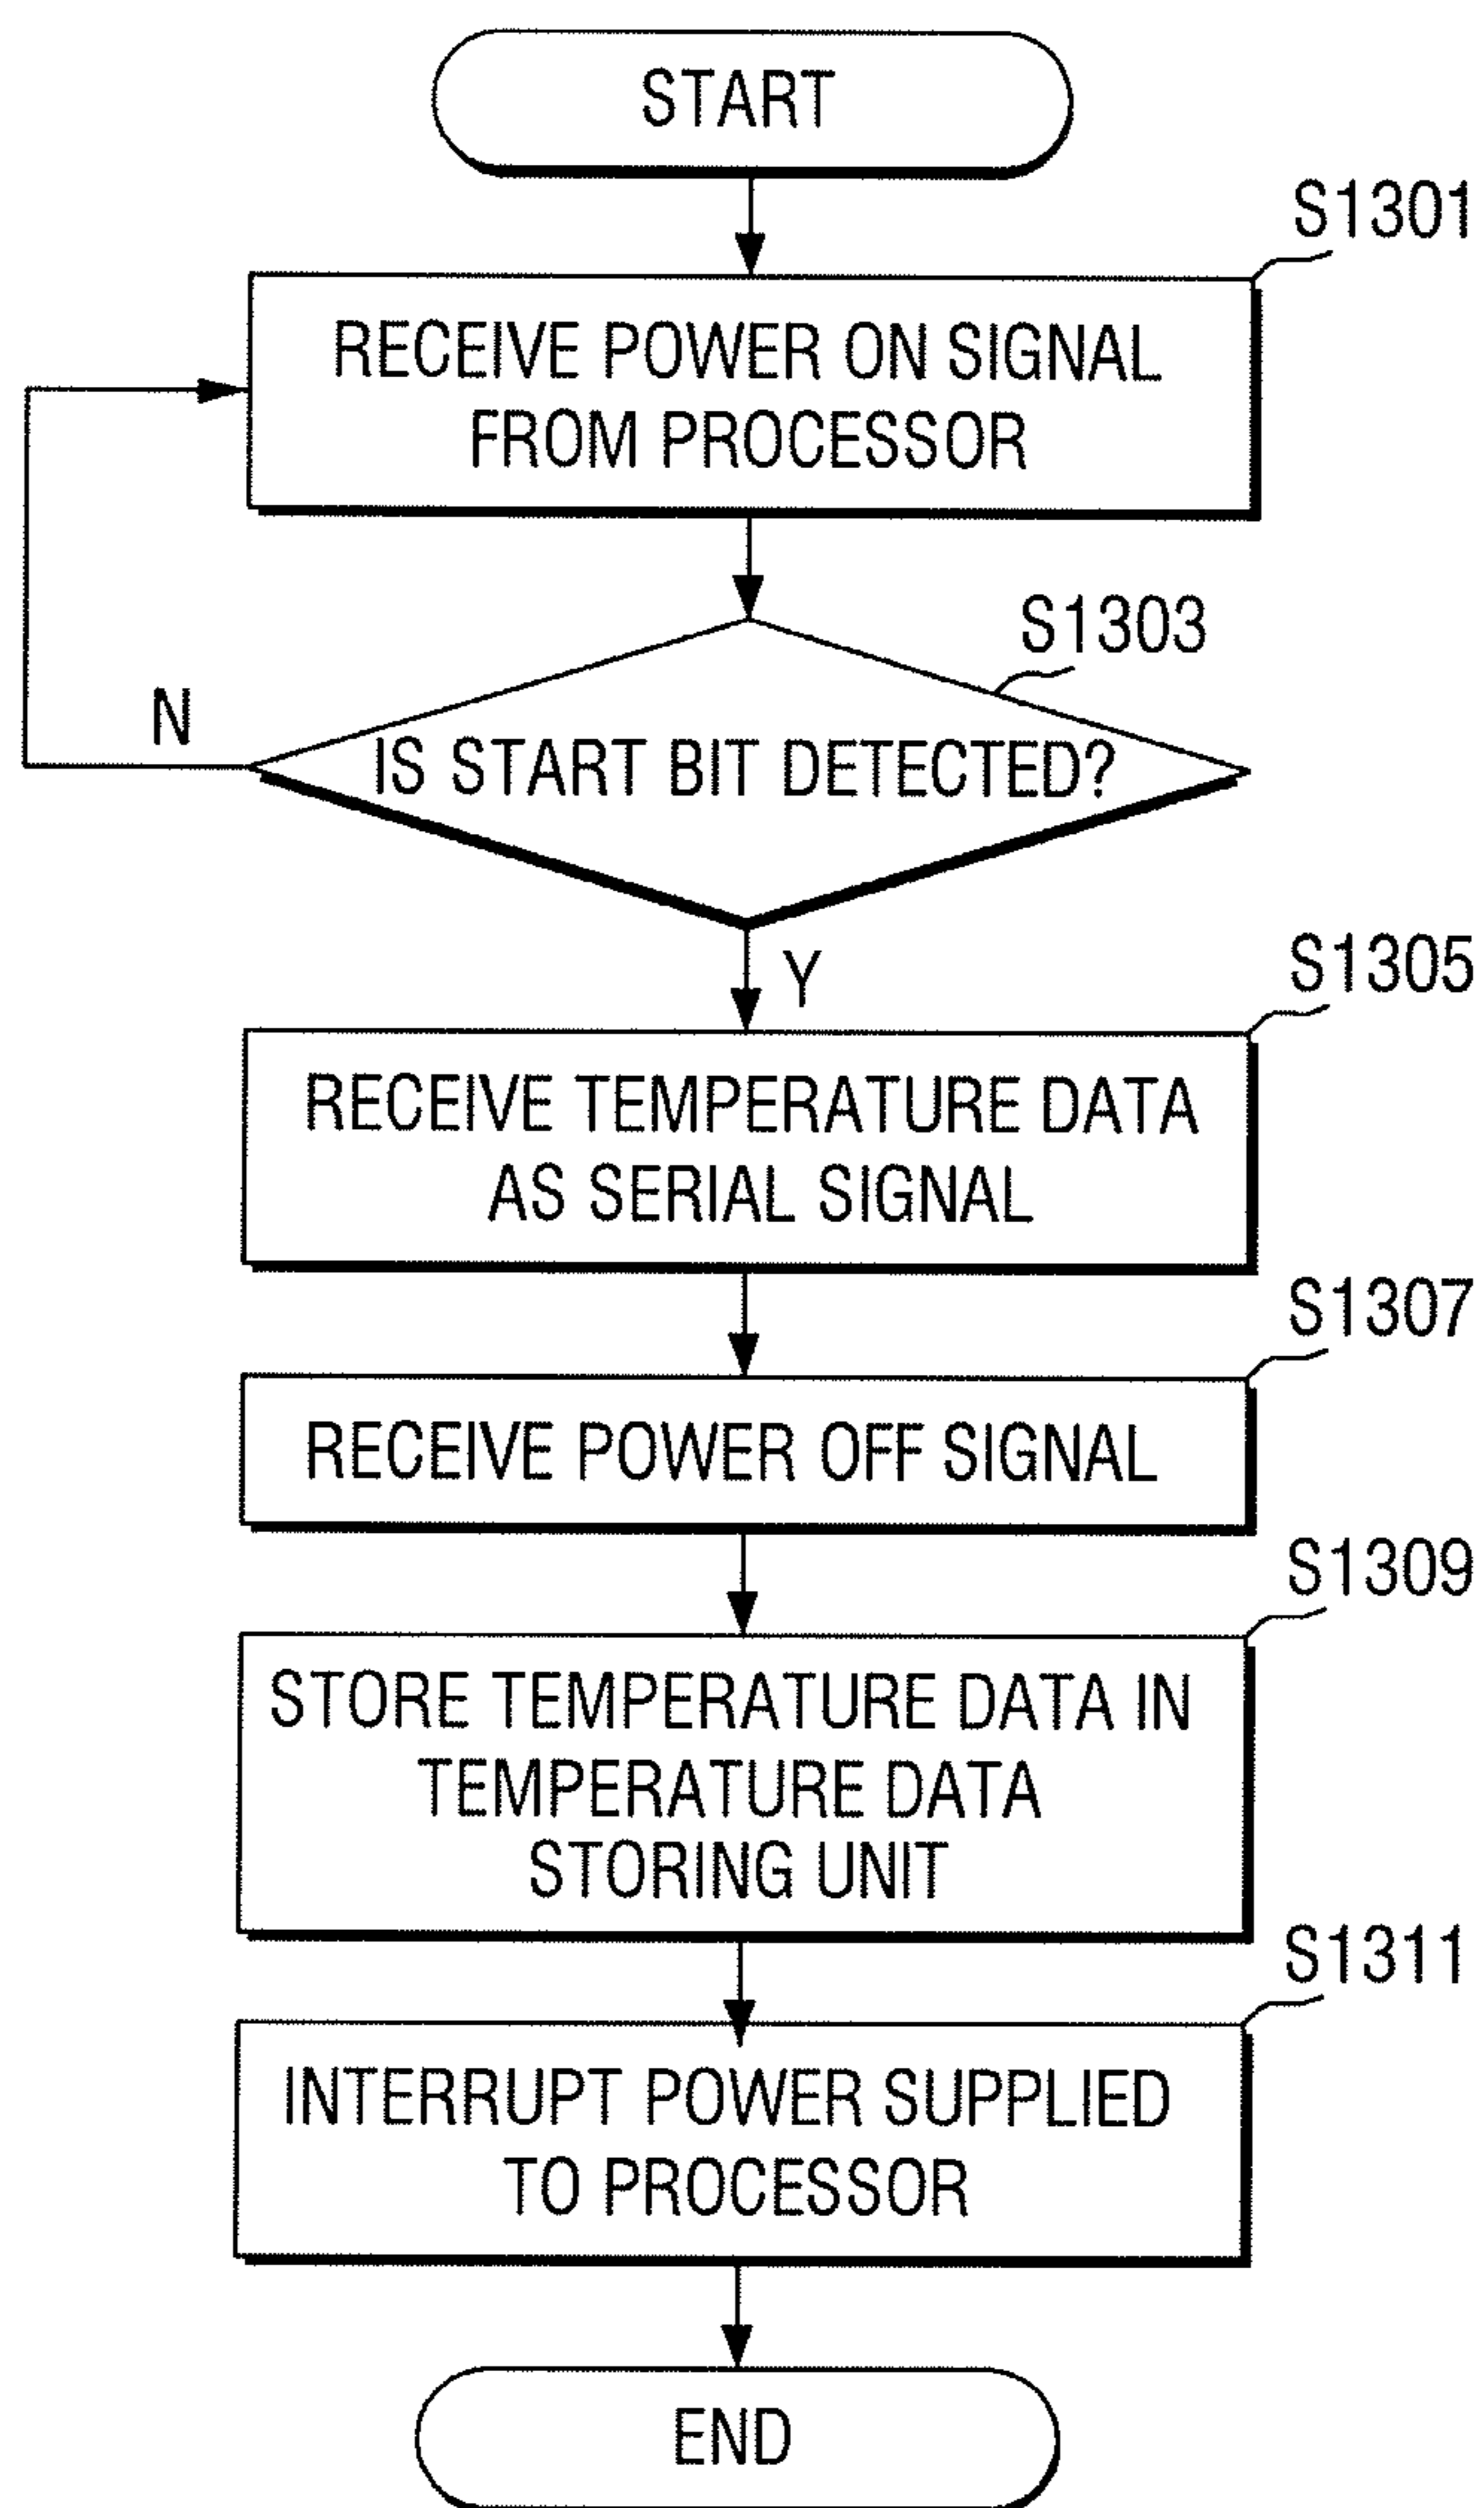 START
S1301
RECEIVE POWER ON SIGNAL
FROM PROCESSOR
S1303
N
IS START BIT DETECTED?
Y
S1305
RECEIVE TEMPERATURE DATA
AS SERIAL SIGNAL
S1307
RECEIVE POWER OFF SIGNAL
S1309
STORE TEMPERATURE DATA IN
TEMPERATURE DATA
STORING UNIT
S1311
INTERRUPT POWER SUPPLIED
TO PROCESSOR
END